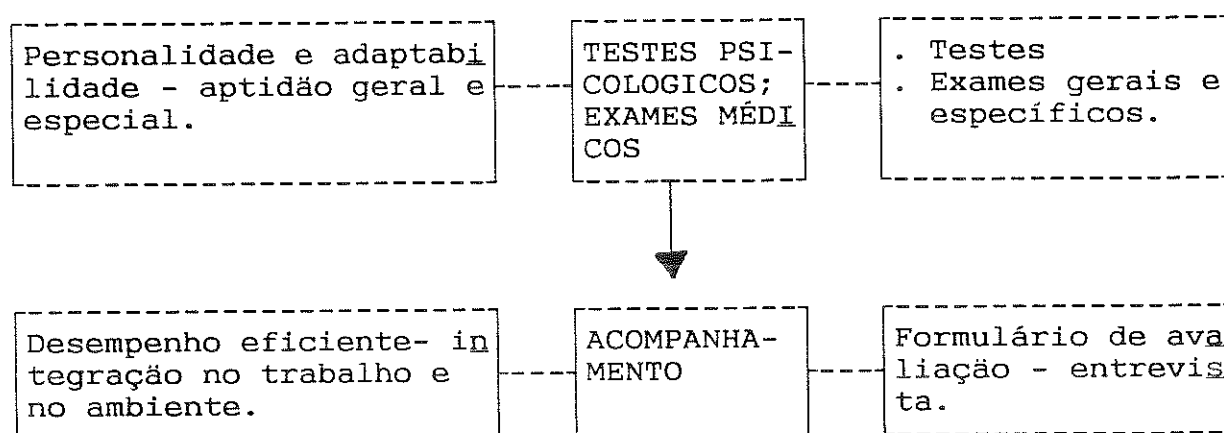 Personalidade e adaptabi
lidade - aptidão geral e
especial.
TESTES PSI-
COLOGICOS;
EXAMES MÉDI
COS
. Testes
. Exames gerais e
específicos.
Desempenho eficiente- in
tegração no trabalho e
no ambiente.
ACOMPANHA-
MENTO
Formulário de ava
liação - entrevis
ta.